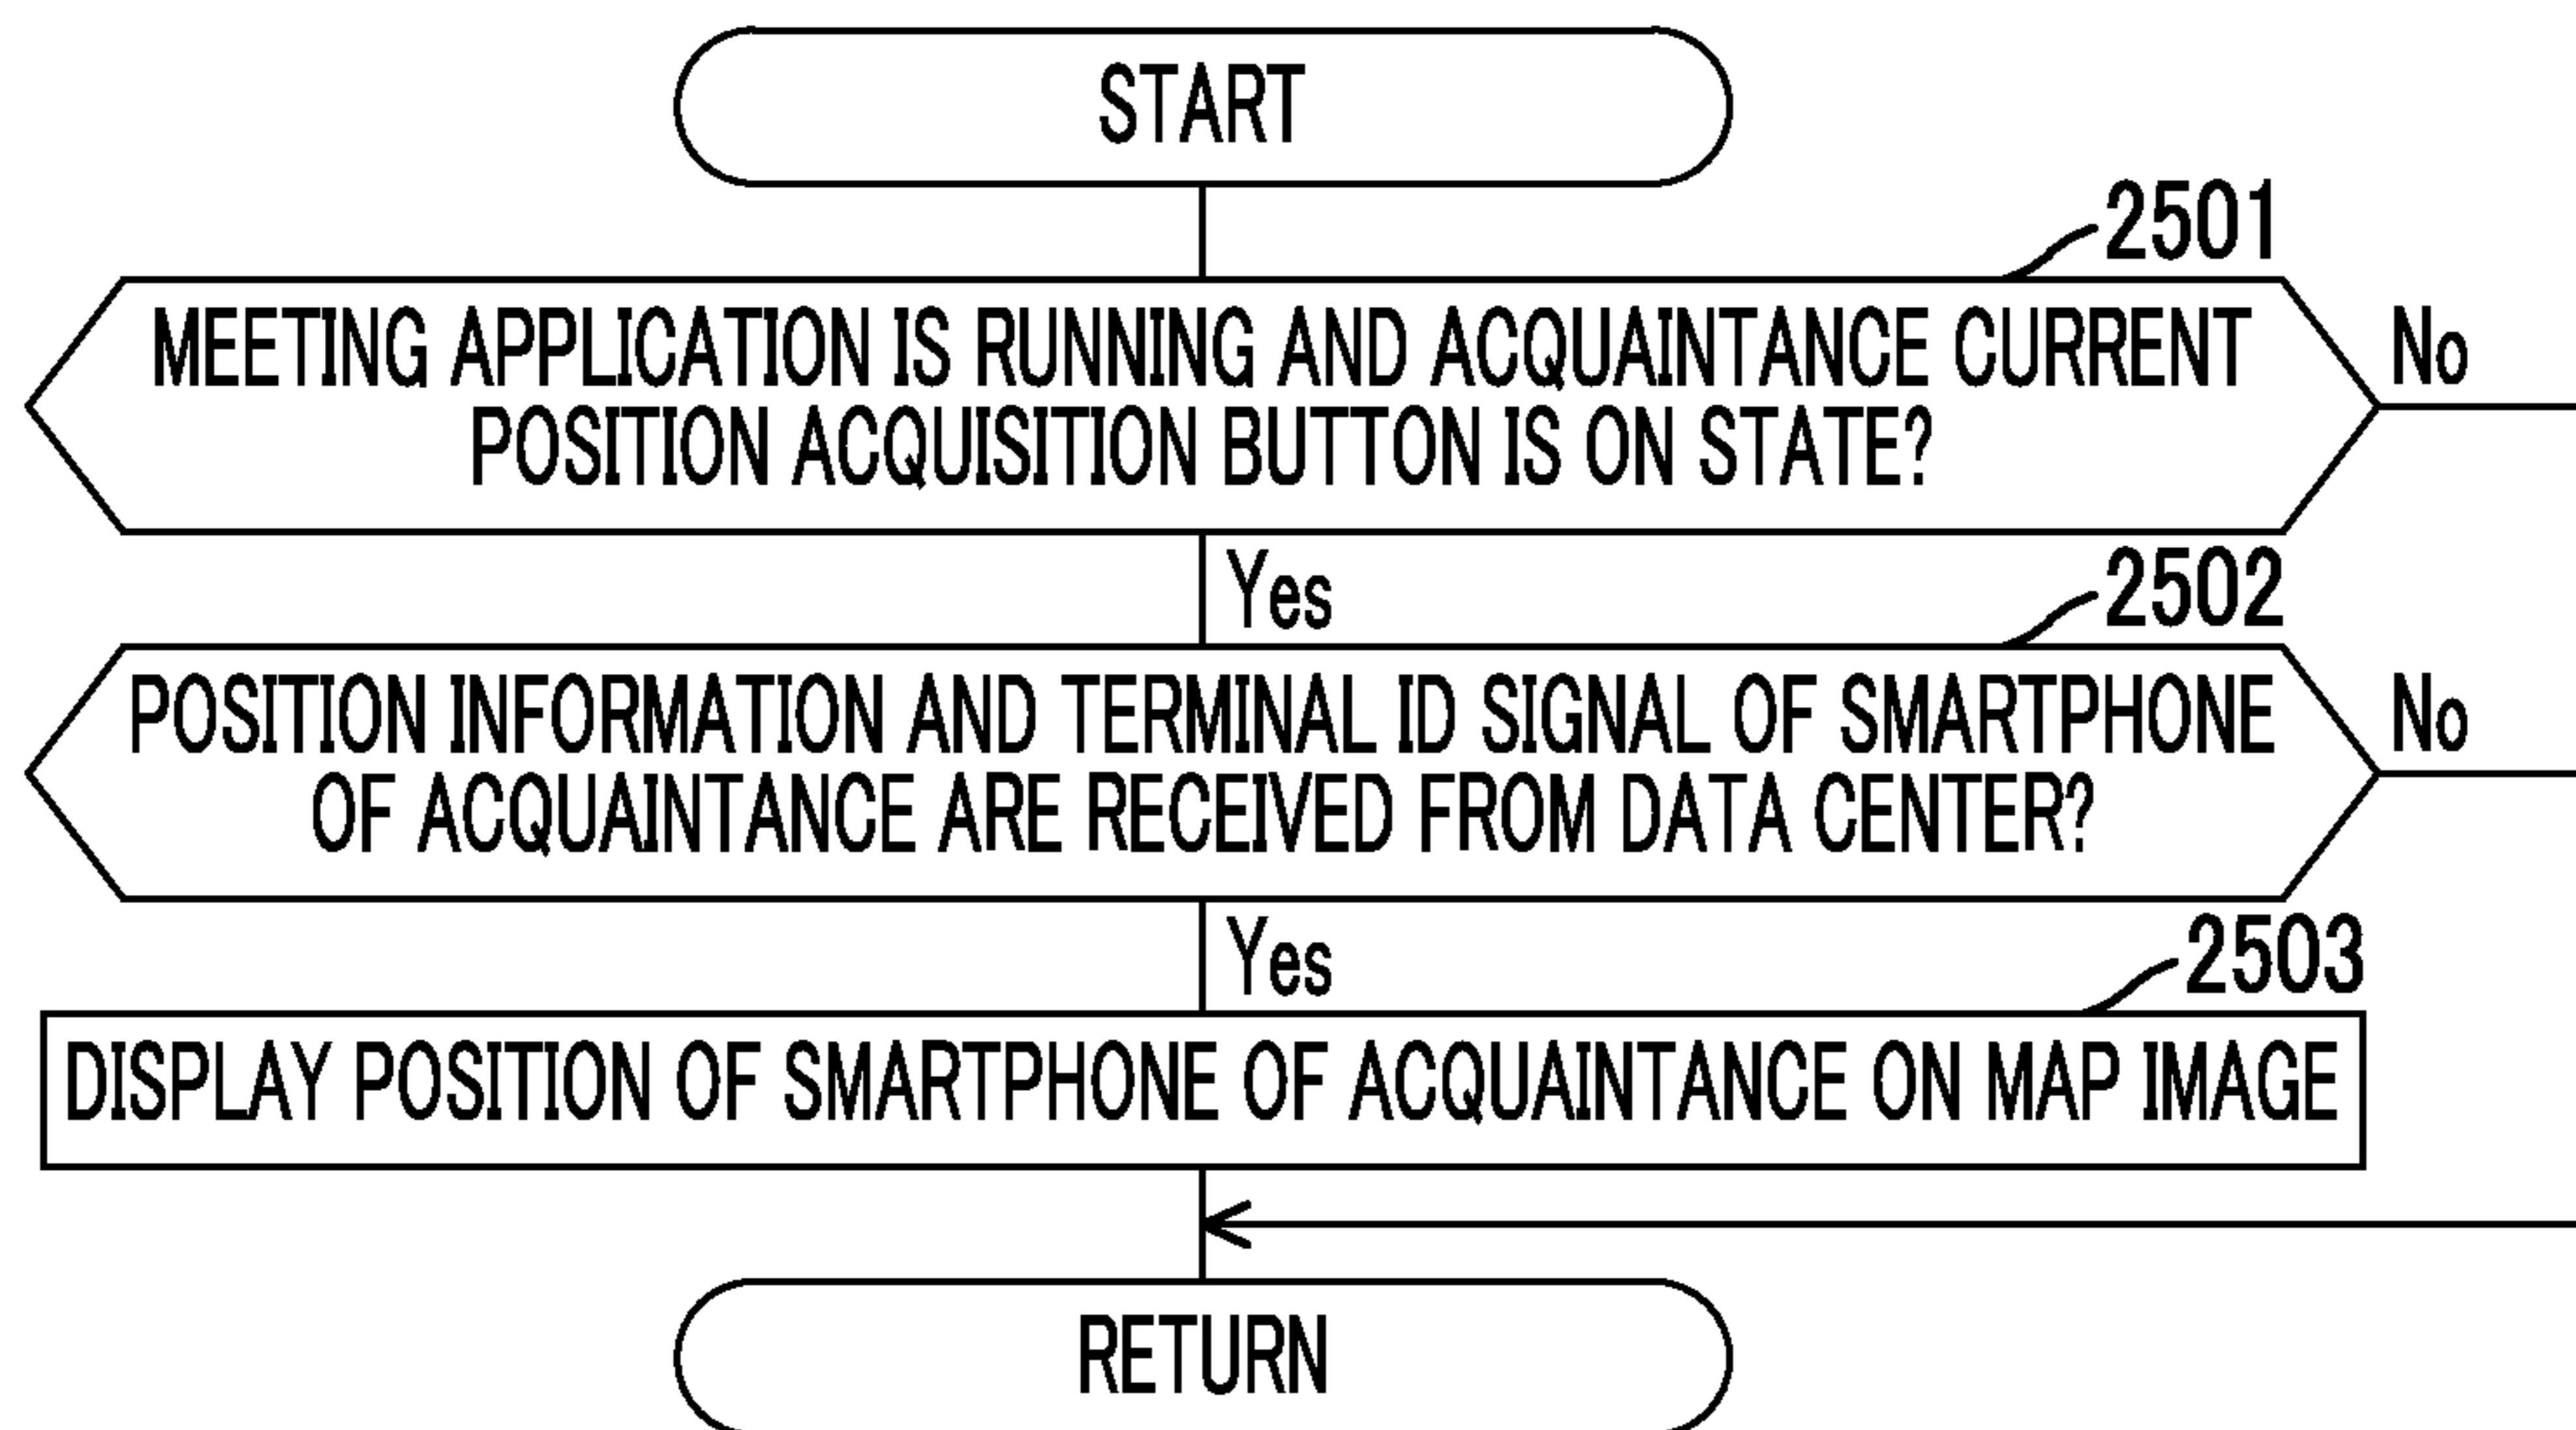 START
2501
MEETING APPLICATION IS RUNNING AND ACQUAINTANCE CURRENT
POSITION ACQUISITION BUTTON IS ON STATE?
No
Yes
2502
POSITION INFORMATION AND TERMINAL ID SIGNAL OF SMARTPHONE
OF ACQUAINTANCE ARE RECEIVED FROM DATA CENTER?
No
Yes
2503
DISPLAY POSITION OF SMARTPHONE OF ACQUAINTANCE ON MAP IMAGE
RETURN